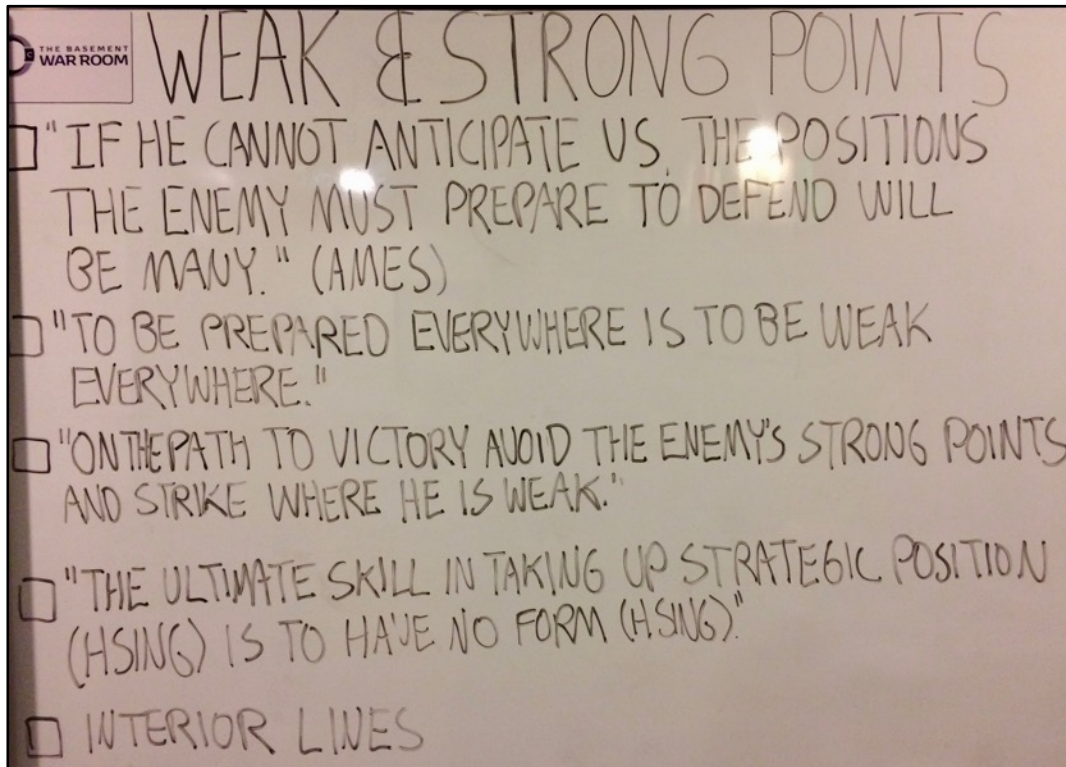 THE BASEMENT
WAR ROOM
WEAK & STRONG POINTS
"IF HE CANNOT ANTICIPATE US, THE POSITIONS
THE ENEMY MUST PREPARE TO DEFEND WILL
BE MANY." (AMES)
"TO BE PREPARED EVERYWHERE IS TO BE WEAK
EVERYWHERE."
"ON THE PATH TO VICTORY AVOID THE ENEMY'S STRONG POINTS
AND STRIKE WHERE HE IS WEAK."
"THE ULTIMATE SKILL IN TAKING UP STRATEGIC POSITION
(HSING) IS TO HAVE NO FORM (HSING)."
INTERIOR LINES